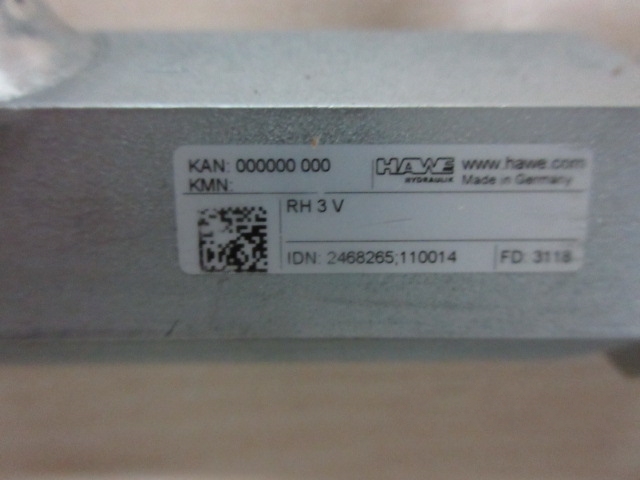 KAN: 000000 000
KMN:
HAWE
HYDRAULIK
www.hawe.com
Made in Germany
RH 3 V
IDN: 2468265;110014
FD: 3118